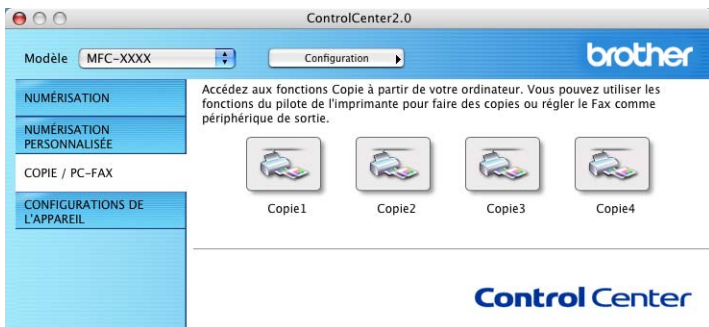 ControlCenter2.0
Modèle MFC-XXXX Configuration brother
NUMÉRISATION
NUMÉRISATION
PERSONNALISÉE
COPIE / PC-FAX
CONFIGURATIONS DE
L'APPAREIL
Accédez aux fonctions Copie à partir de votre ordinateur. Vous pouvez utiliser les
fonctions du pilote de l'imprimante pour faire des copies ou régler le Fax comme
périphérique de sortie.
Copie1 Copie2 Copie3 Copie4
Control Center